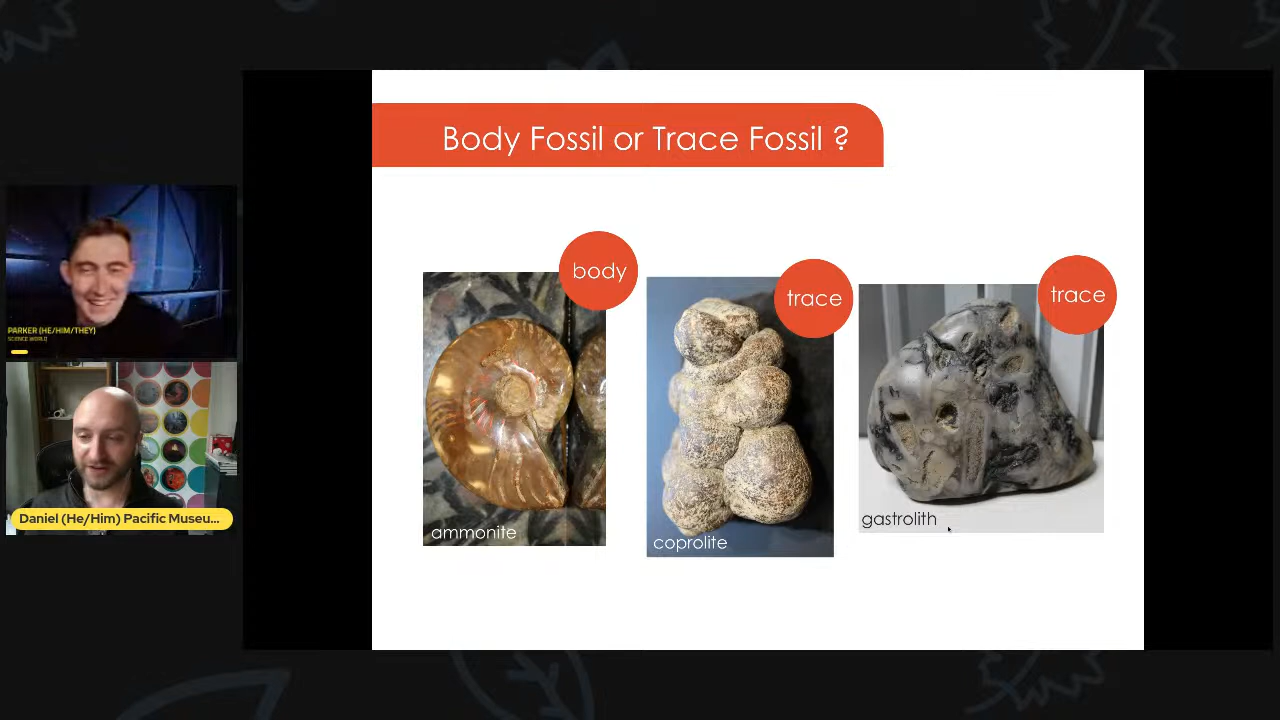 Body Fossil or Trace Fossil ?
body
trace
trace
ammonite
coprolite
gastrolith
PARKER (HE/HIM/THEY)
SCIENCE WORLD
Daniel (He/Him) Pacific Museu...